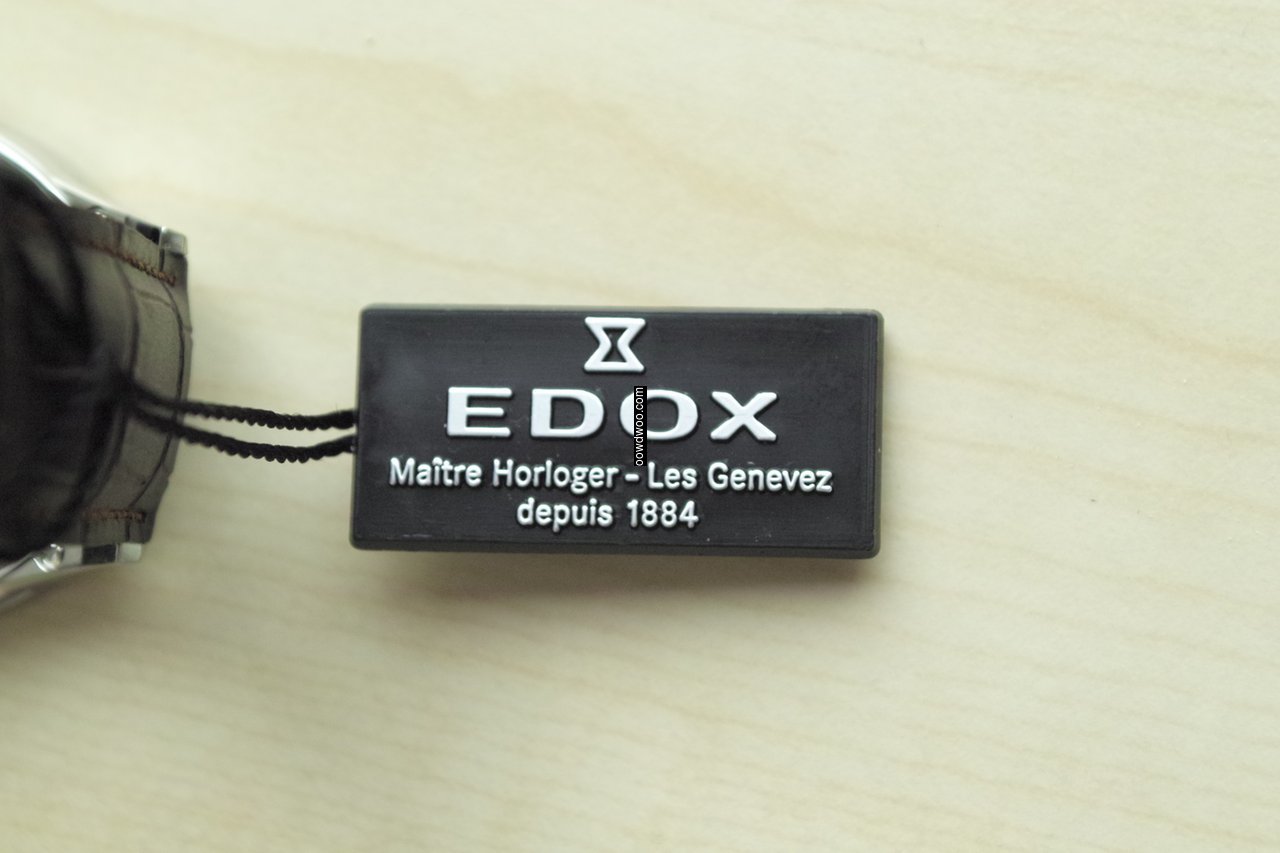 EDOX
Maître Horloger - Les Genevez
depuis 1884
oowdwoo.com